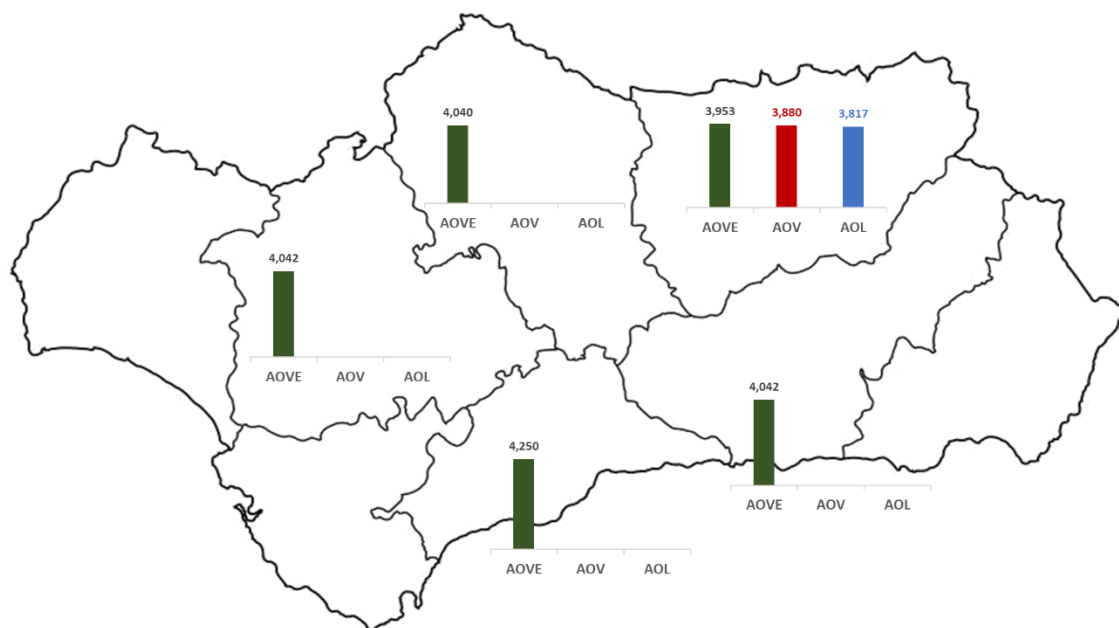 4,040
AOVE AOV AOL
3,953 3,880 3,817
AOVE AOV AOL
4,042
AOVE AOV AOL
4,042
AOVE AOV AOL
4,250
AOVE AOV AOL